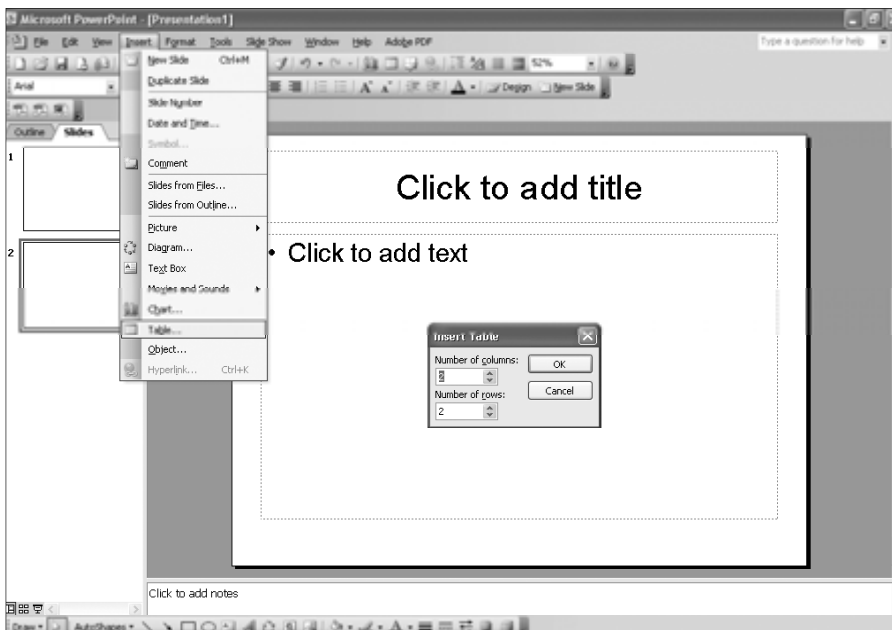 Microsoft PowerPoint - [Presentation1]
File Edit View Insert Format Tools Slide Show Window Help Adobe PDF
Type a question for help
52%
Arial
Design New Slide
Outline Slides
New Slide Ctrl+M
Duplicate Slide
Slide Number
Date and Time...
Symbol...
Comment
Slides from Files...
Slides from Outline...
Picture
Diagram...
Text Box
Movies and Sounds
Chart...
Table...
Object...
Hyperlink... Ctrl+K
1
2
Click to add title
• Click to add text
Insert Table
Number of columns:
2
Number of rows:
2
OK
Cancel
Click to add notes
Draw AutoShapes